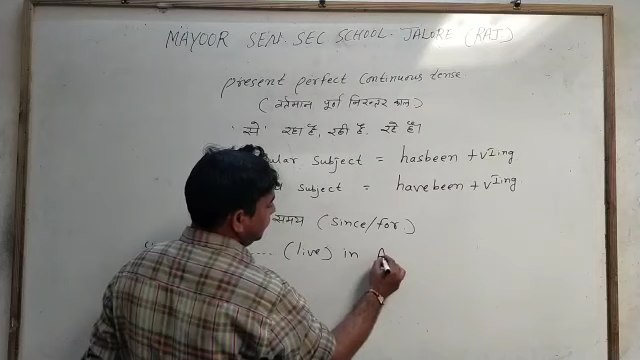 MAYOOR SEN. SEC SCHOOL. JALORE (RAJ)
present perfect continuous tense
(वर्तमान पूर्ण निरन्तर काल)
'से' रहा है, रही है. रहे है।
Subject = hasbeen + VIing
Subject = havebeen + VIing
समय (Since/for)
.... (live) in